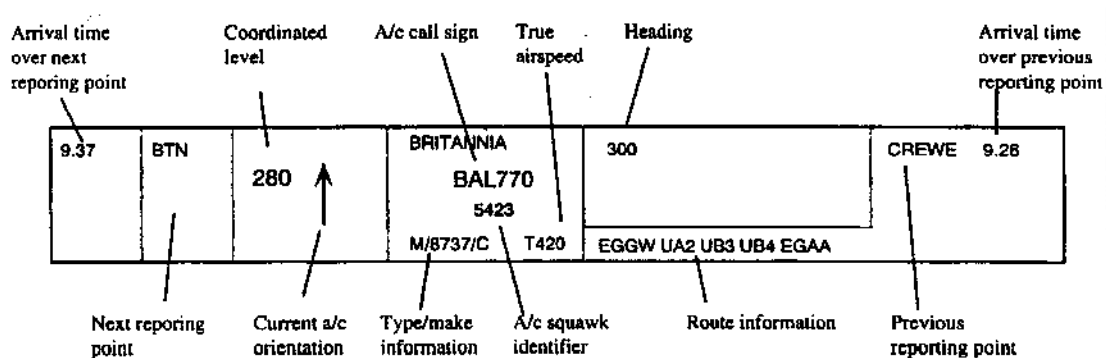 Arrival time
over next
reporing point
Coordinated
level
A/c call sign
True
airspeed
Heading
Arrival time
over previous
reporting point
9.37
BTN
280
BRITANNIA
BAL770
5423
M/8737/C
T420
300
EGGW UA2 UB3 UB4 EGAA
CREWE
9.26
Next reporing
point
Current a/c
orientation
Type/make
information
A/c squawk
identifier
Route information
Previous
reporting point